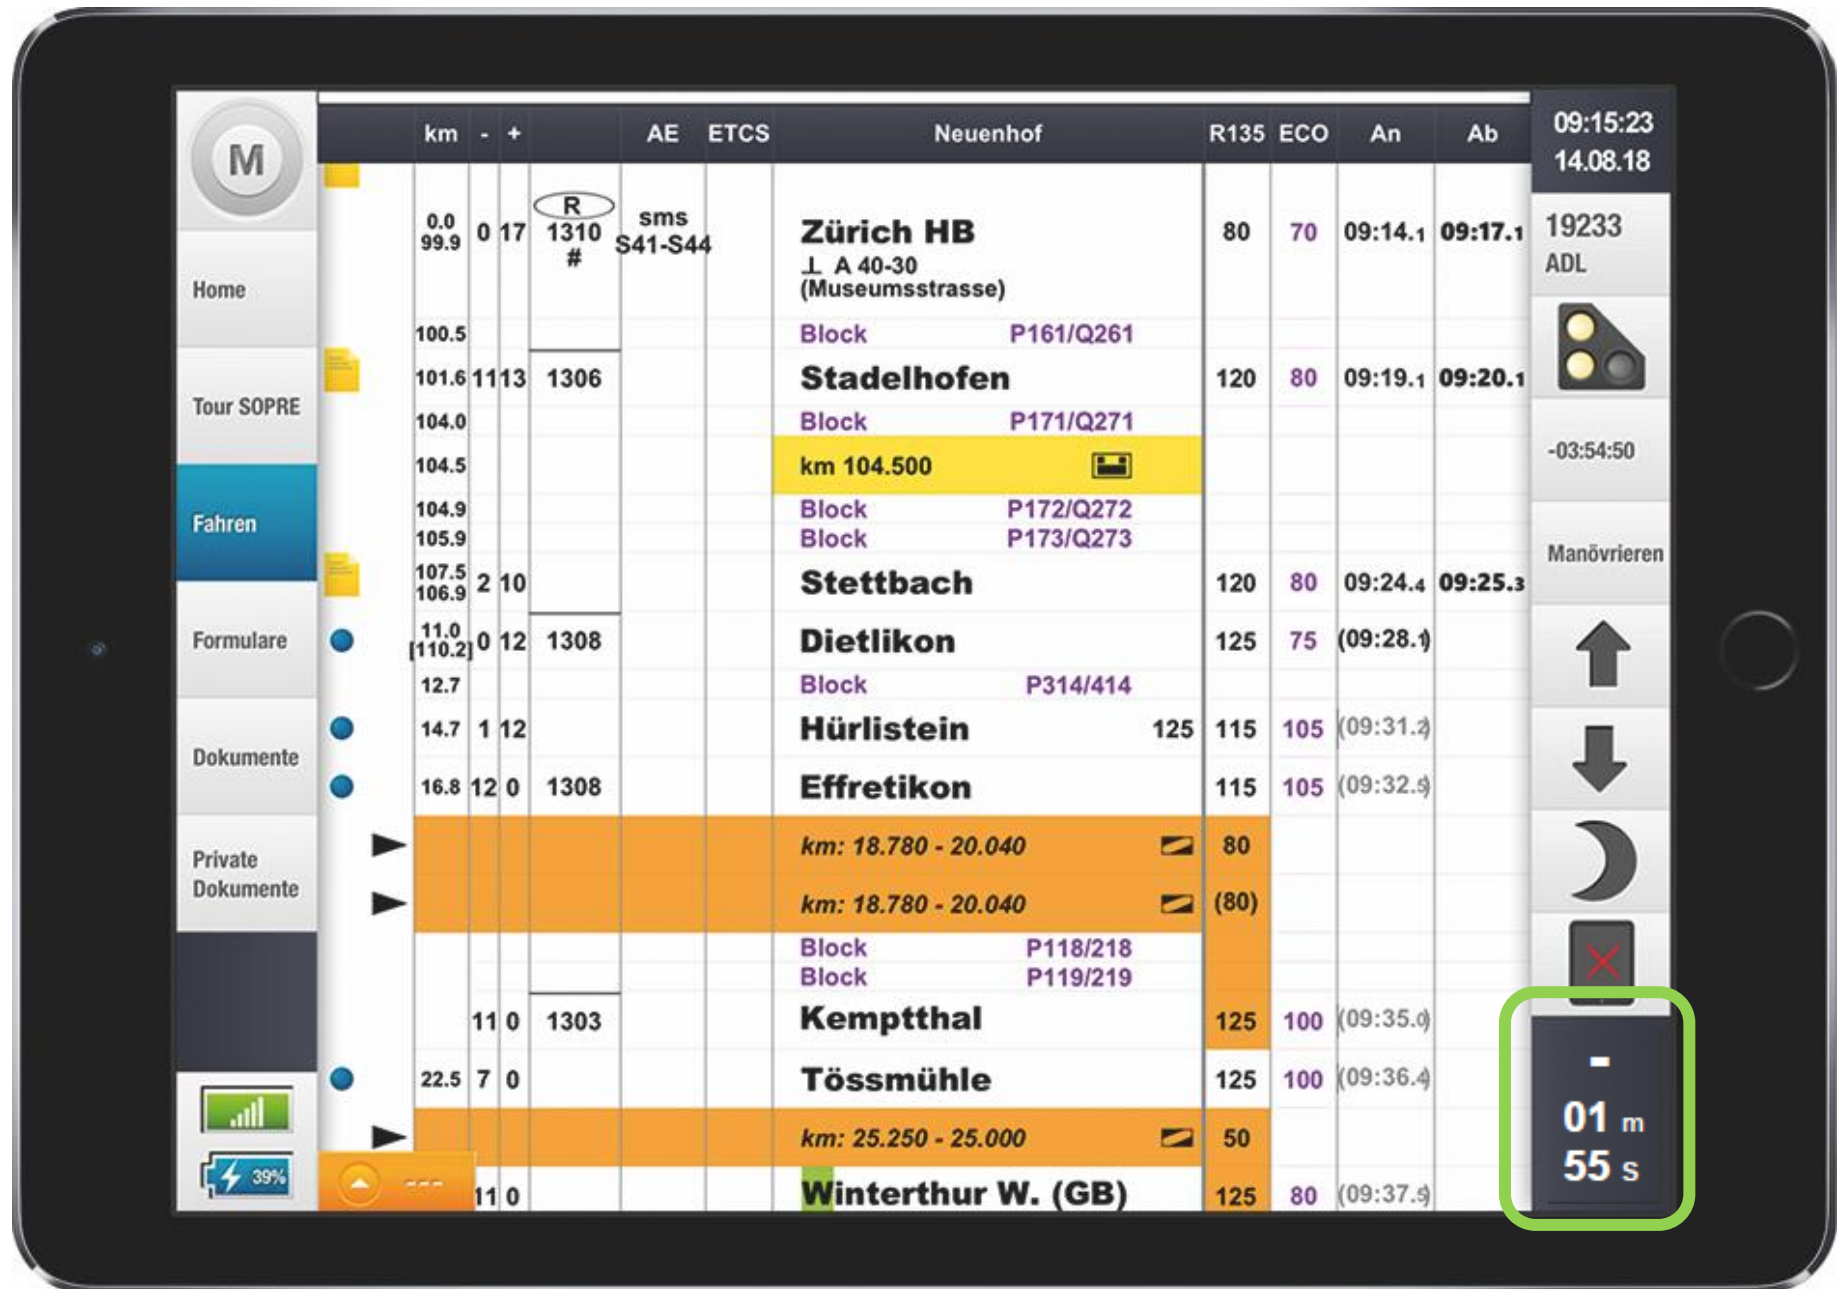 M
Home
Tour SOPRE
Fahren
Formulare
Dokumente
Private
Dokumente
39%
km - + AE ETCS Neuenhof R135 ECO An Ab
0.0
99.9 0 17 R
1310
# sms
S41-S44 Zürich HB 80 70 09:14.1 09:17.1
⊥ A 40-30
(Museumsstrasse)
100.5 Block P161/Q261
101.6 11 13 1306 Stadelhofen 120 80 09:19.1 09:20.1
104.0 Block P171/Q271
104.5 km 104.500
104.9 Block P172/Q272
105.9 Block P173/Q273
107.5
106.9 2 10 Stettbach 120 80 09:24.4 09:25.3
11.0
[110.2] 0 12 1308 Dietlikon 125 75 (09:28.1)
12.7 Block P314/414
14.7 1 12 Hürlistein 125 115 105 (09:31.2)
16.8 12 0 1308 Effretikon 115 105 (09:32.5)
km: 18.780 - 20.040 80
km: 18.780 - 20.040 (80)
Block P118/218
Block P119/219
11 0 1303 Kemptthal 125 100 (09:35.0)
22.5 7 0 Tössmühle 125 100 (09:36.4)
km: 25.250 - 25.000 50
--- 11 0 Winterthur W. (GB) 125 80 (09:37.5)
09:15:23
14.08.18
19233
ADL
-03:54:50
Manövrieren
-
01 m
55 s